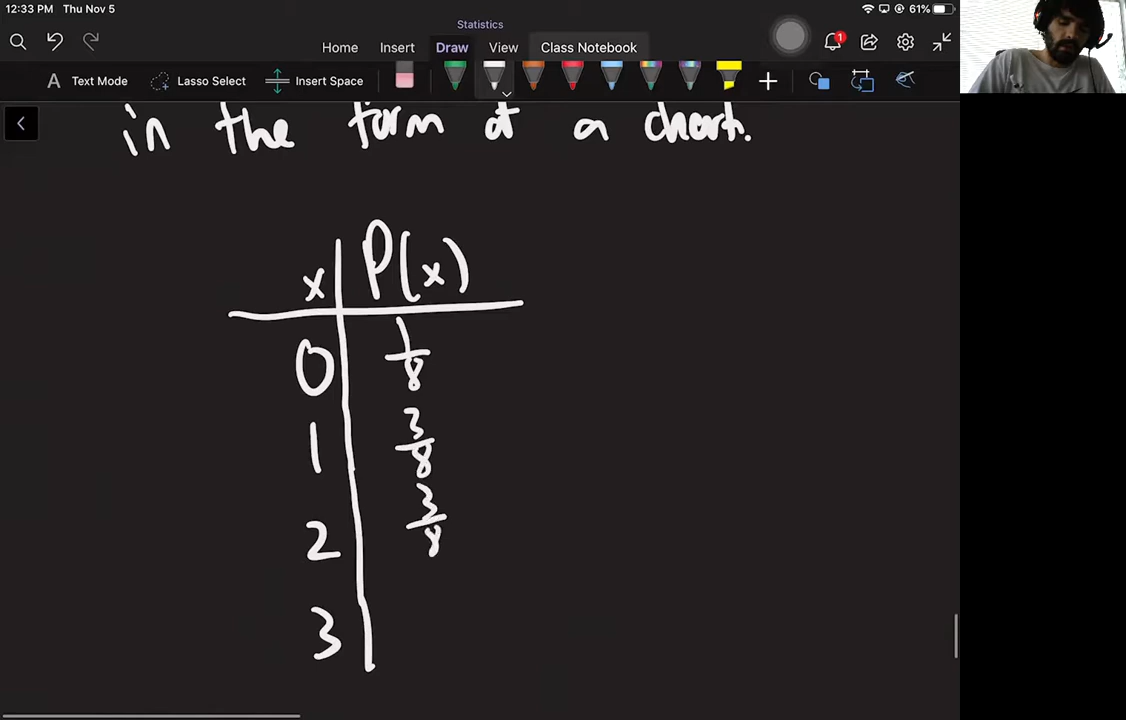 12:33 PM Thu Nov 5
61%
Statistics
Home Insert Draw View Class Notebook
1
Text Mode Lasso Select Insert Space
in the form of a chart.
x P(x)
0 1/8
1 3/8
2 3/8
3